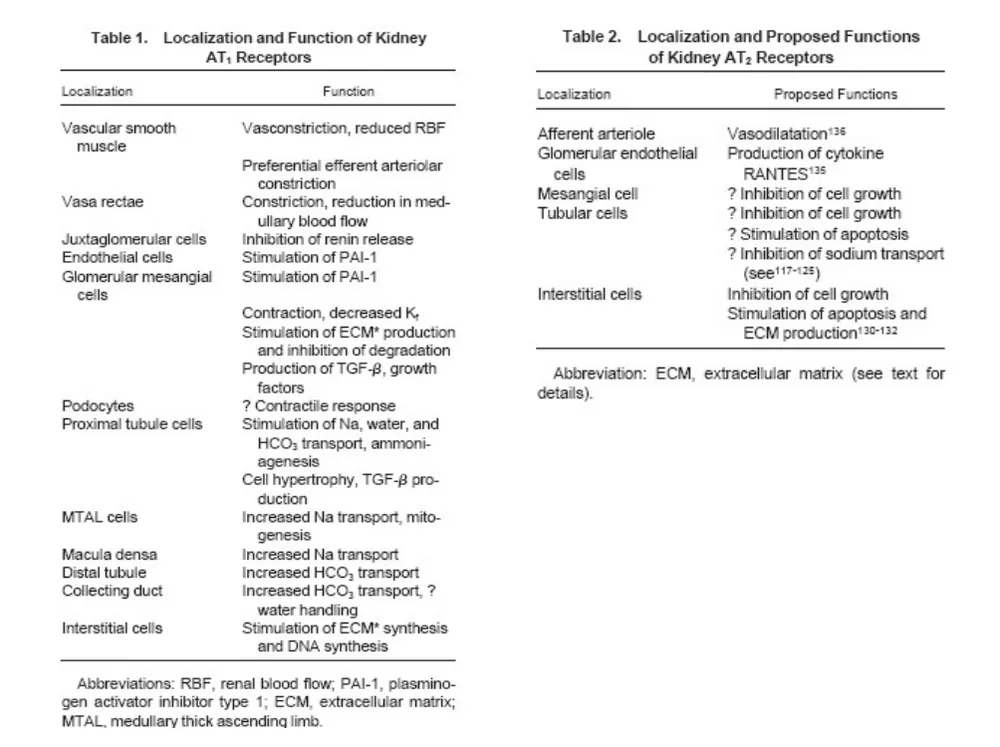 Table 1. Localization and Function of Kidney
AT₁ Receptors
Localization Function
Vascular smooth Vasconstriction, reduced RBF
muscle
Preferential efferent arteriolar
constriction
Vasa rectae Constriction, reduction in med-
ullary blood flow
Juxtaglomerular cells Inhibition of renin release
Endothelial cells Stimulation of PAI-1
Glomerular mesangial Stimulation of PAI-1
cells
Contraction, decreased Kf
Stimulation of ECM* production
and inhibition of degradation
Production of TGF-β, growth
factors
Podocytes ? Contractile response
Proximal tubule cells Stimulation of Na, water, and
HCO₃ transport, ammoni-
agenesis
Cell hypertrophy, TGF-β pro-
duction
MTAL cells Increased Na transport, mito-
genesis
Macula densa Increased Na transport
Distal tubule Increased HCO₃ transport
Collecting duct Increased HCO₃ transport, ?
water handling
Interstitial cells Stimulation of ECM* synthesis
and DNA synthesis
Abbreviations: RBF, renal blood flow; PAI-1, plasmino-
gen activator inhibitor type 1; ECM, extracellular matrix;
MTAL, medullary thick ascending limb.
Table 2. Localization and Proposed Functions
of Kidney AT₂ Receptors
Localization Proposed Functions
Afferent arteriole Vasodilatation¹³⁶
Glomerular endothelial Production of cytokine
cells RANTES¹³⁵
Mesangial cell ? Inhibition of cell growth
Tubular cells ? Inhibition of cell growth
? Stimulation of apoptosis
? Inhibition of sodium transport
(see¹¹⁷⁻¹²⁵)
Interstitial cells Inhibition of cell growth
Stimulation of apoptosis and
ECM production¹³⁰⁻¹³²
Abbreviation: ECM, extracellular matrix (see text for
details).